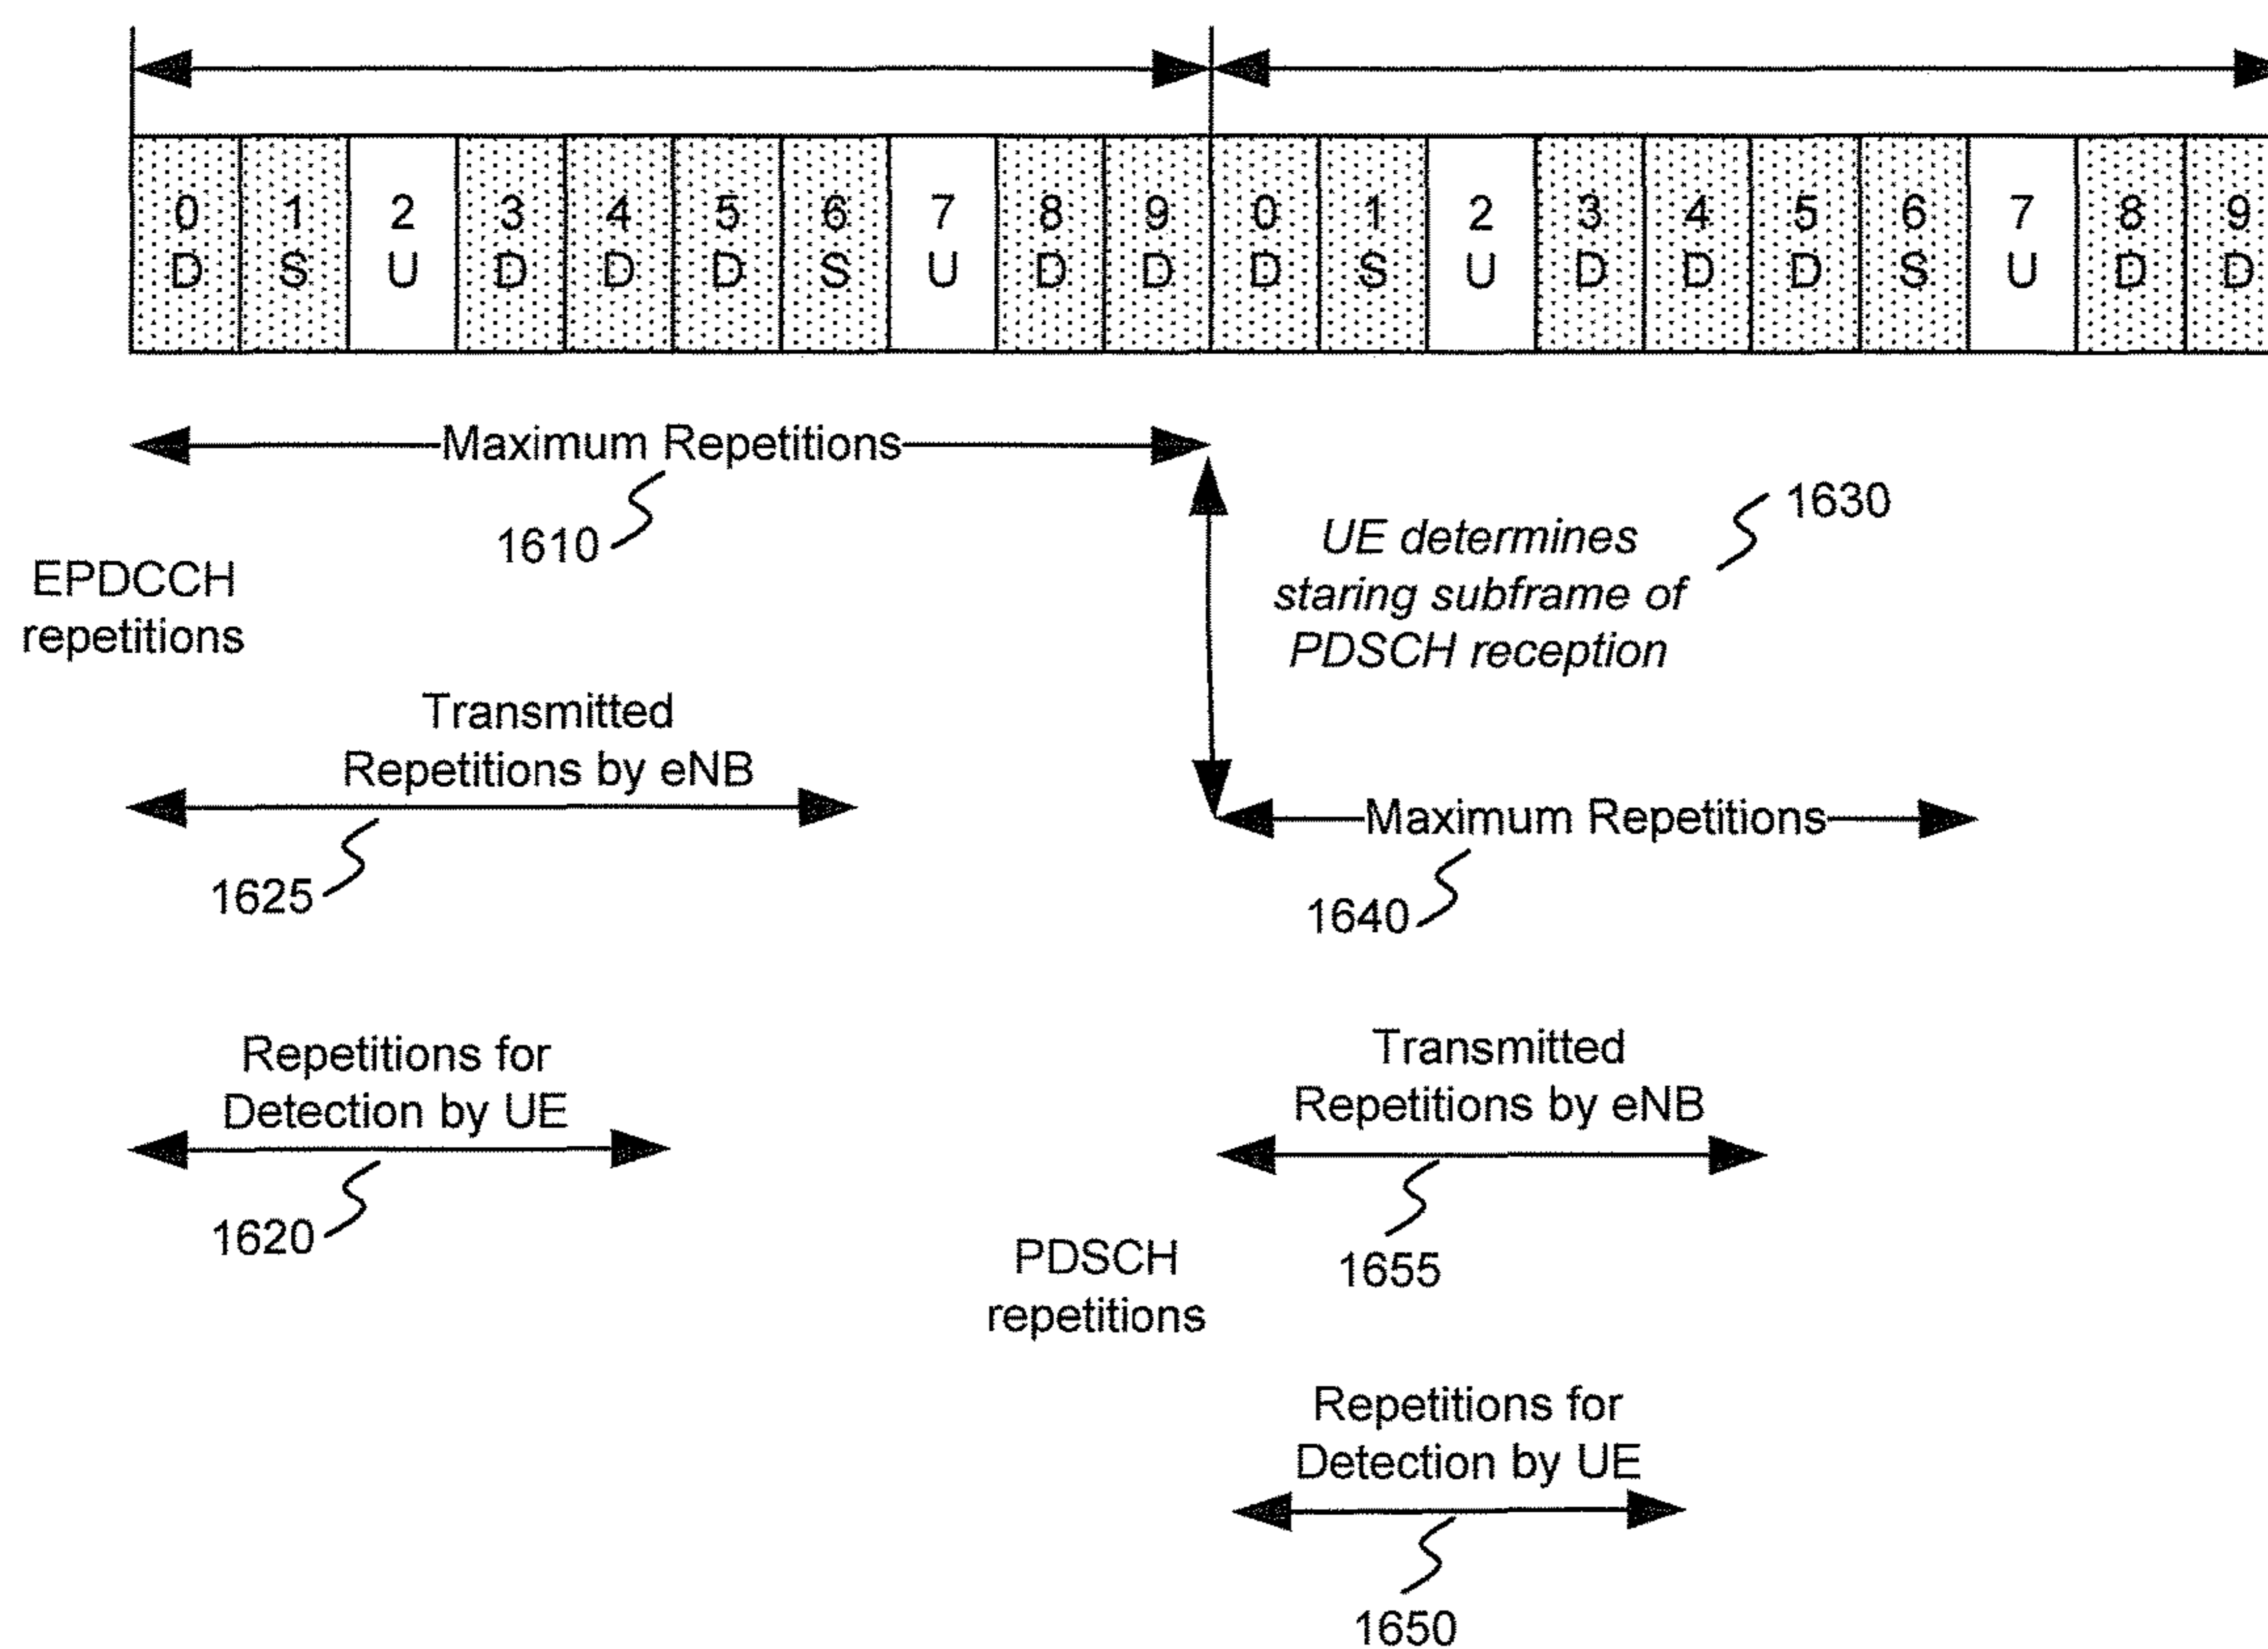 0 1 2 3 4 5 6 7 8 9 0 1 2 3 4 5 6 7 8 9
D S U D D D S U D D D S U D D D S U D D
Maximum Repetitions
1610
1630
UE determines
staring subframe of
PDSCH reception
EPDCCH
repetitions
Transmitted
Repetitions by eNB
1625
Maximum Repetitions
1640
Repetitions for
Detection by UE
1620
Transmitted
Repetitions by eNB
1655
PDSCH
repetitions
Repetitions for
Detection by UE
1650